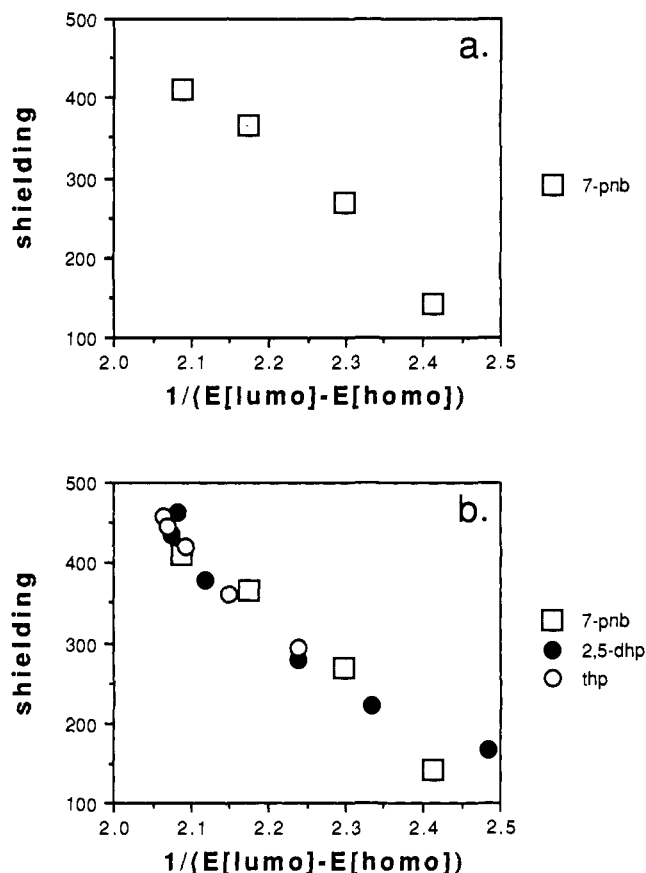 500
a.
400
shielding
300
7-pnb
200
100
2.0 2.1 2.2 2.3 2.4 2.5
1/(E[lumo]-E[homo])
500
b.
400
shielding
300
7-pnb
2,5-dhp
thp
200
100
2.0 2.1 2.2 2.3 2.4 2.5
1/(E[lumo]-E[homo])